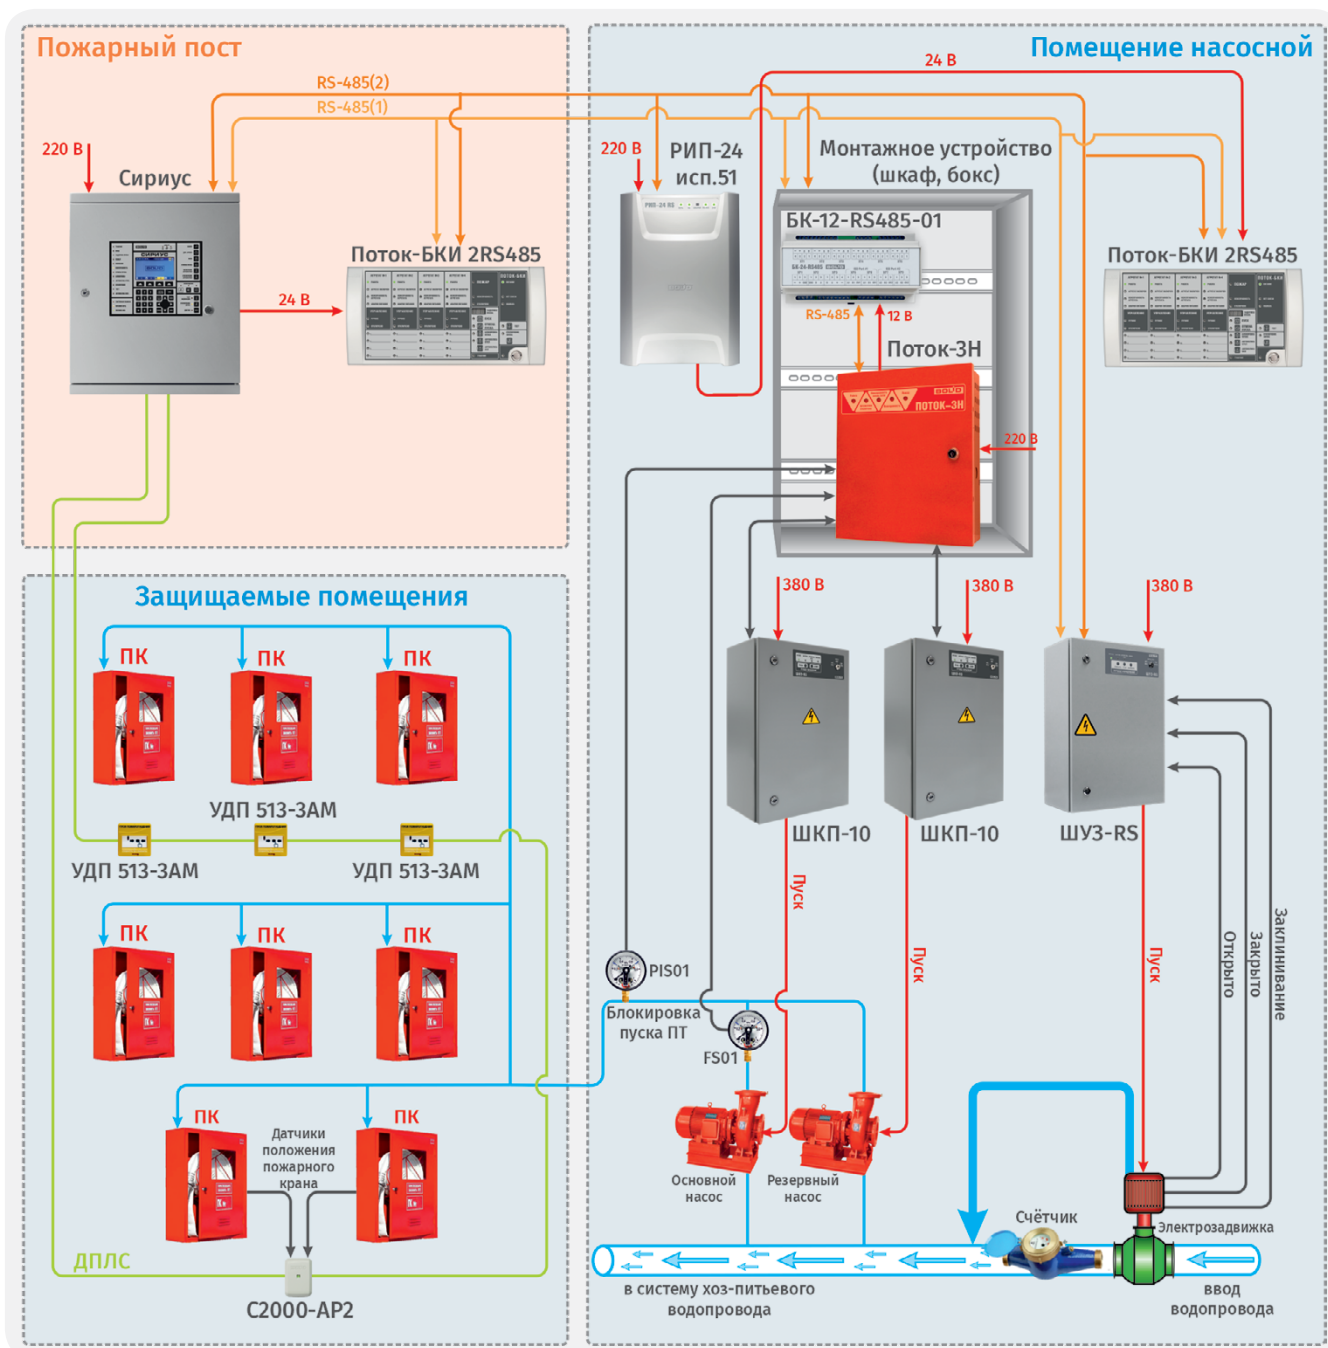 Пожарный пост
Помещение насосной
RS-485(2)
RS-485(1)
24 В
220 В
Сириус
Поток-БКИ 2RS485
24 В
220 В
РИП-24
исп.51
Монтажное устройство
(шкаф, бокс)
БК-12-RS485-01
RS-485
12 В
Поток-3Н
BOLID
ПОТОК-3Н
220 В
Поток-БКИ 2RS485
Защищаемые помещения
ПК
ПК
ПК
УДП 513-3АМ
УДП 513-3АМ
УДП 513-3АМ
ПК
ПК
ПК
ПК
ПК
Датчики
положения
пожарного
крана
ДПЛС
С2000-АР2
380 В
380 В
380 В
ШКП-10
ШКП-10
ШУЗ-RS
Пуск
Пуск
Пуск
Открыто
Закрыто
Заклинивание
PIS01
Блокировка
пуска ПТ
FS01
Основной
насос
Резервный
насос
Счётчик
Электрозадвижка
в систему хоз-питьевого
водопровода
ввод
водопровода